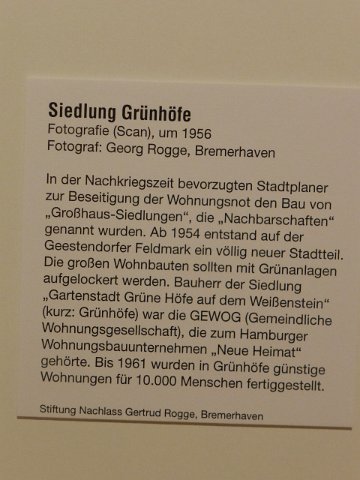 Siedlung Grünhöfe
Fotografie (Scan), um 1956
Fotograf: Georg Rogge, Bremerhaven
In der Nachkriegszeit bevorzugten Stadtplaner
zur Beseitigung der Wohnungsnot den Bau von
„Großhaus-Siedlungen“, die „Nachbarschaften“
genannt wurden. Ab 1954 entstand auf der
Geestendorfer Feldmark ein völlig neuer Stadtteil.
Die großen Wohnbauten sollten mit Grünanlagen
aufgelockert werden. Bauherr der Siedlung
„Gartenstadt Grüne Höfe auf dem Weißenstein“
(kurz: Grünhöfe) war die GEWOG (Gemeindliche
Wohnungsgesellschaft), die zum Hamburger
Wohnungsbauunternehmen „Neue Heimat“
gehörte. Bis 1961 wurden in Grünhöfe günstige
Wohnungen für 10.000 Menschen fertiggestellt.
Stiftung Nachlass Gertrud Rogge, Bremerhaven